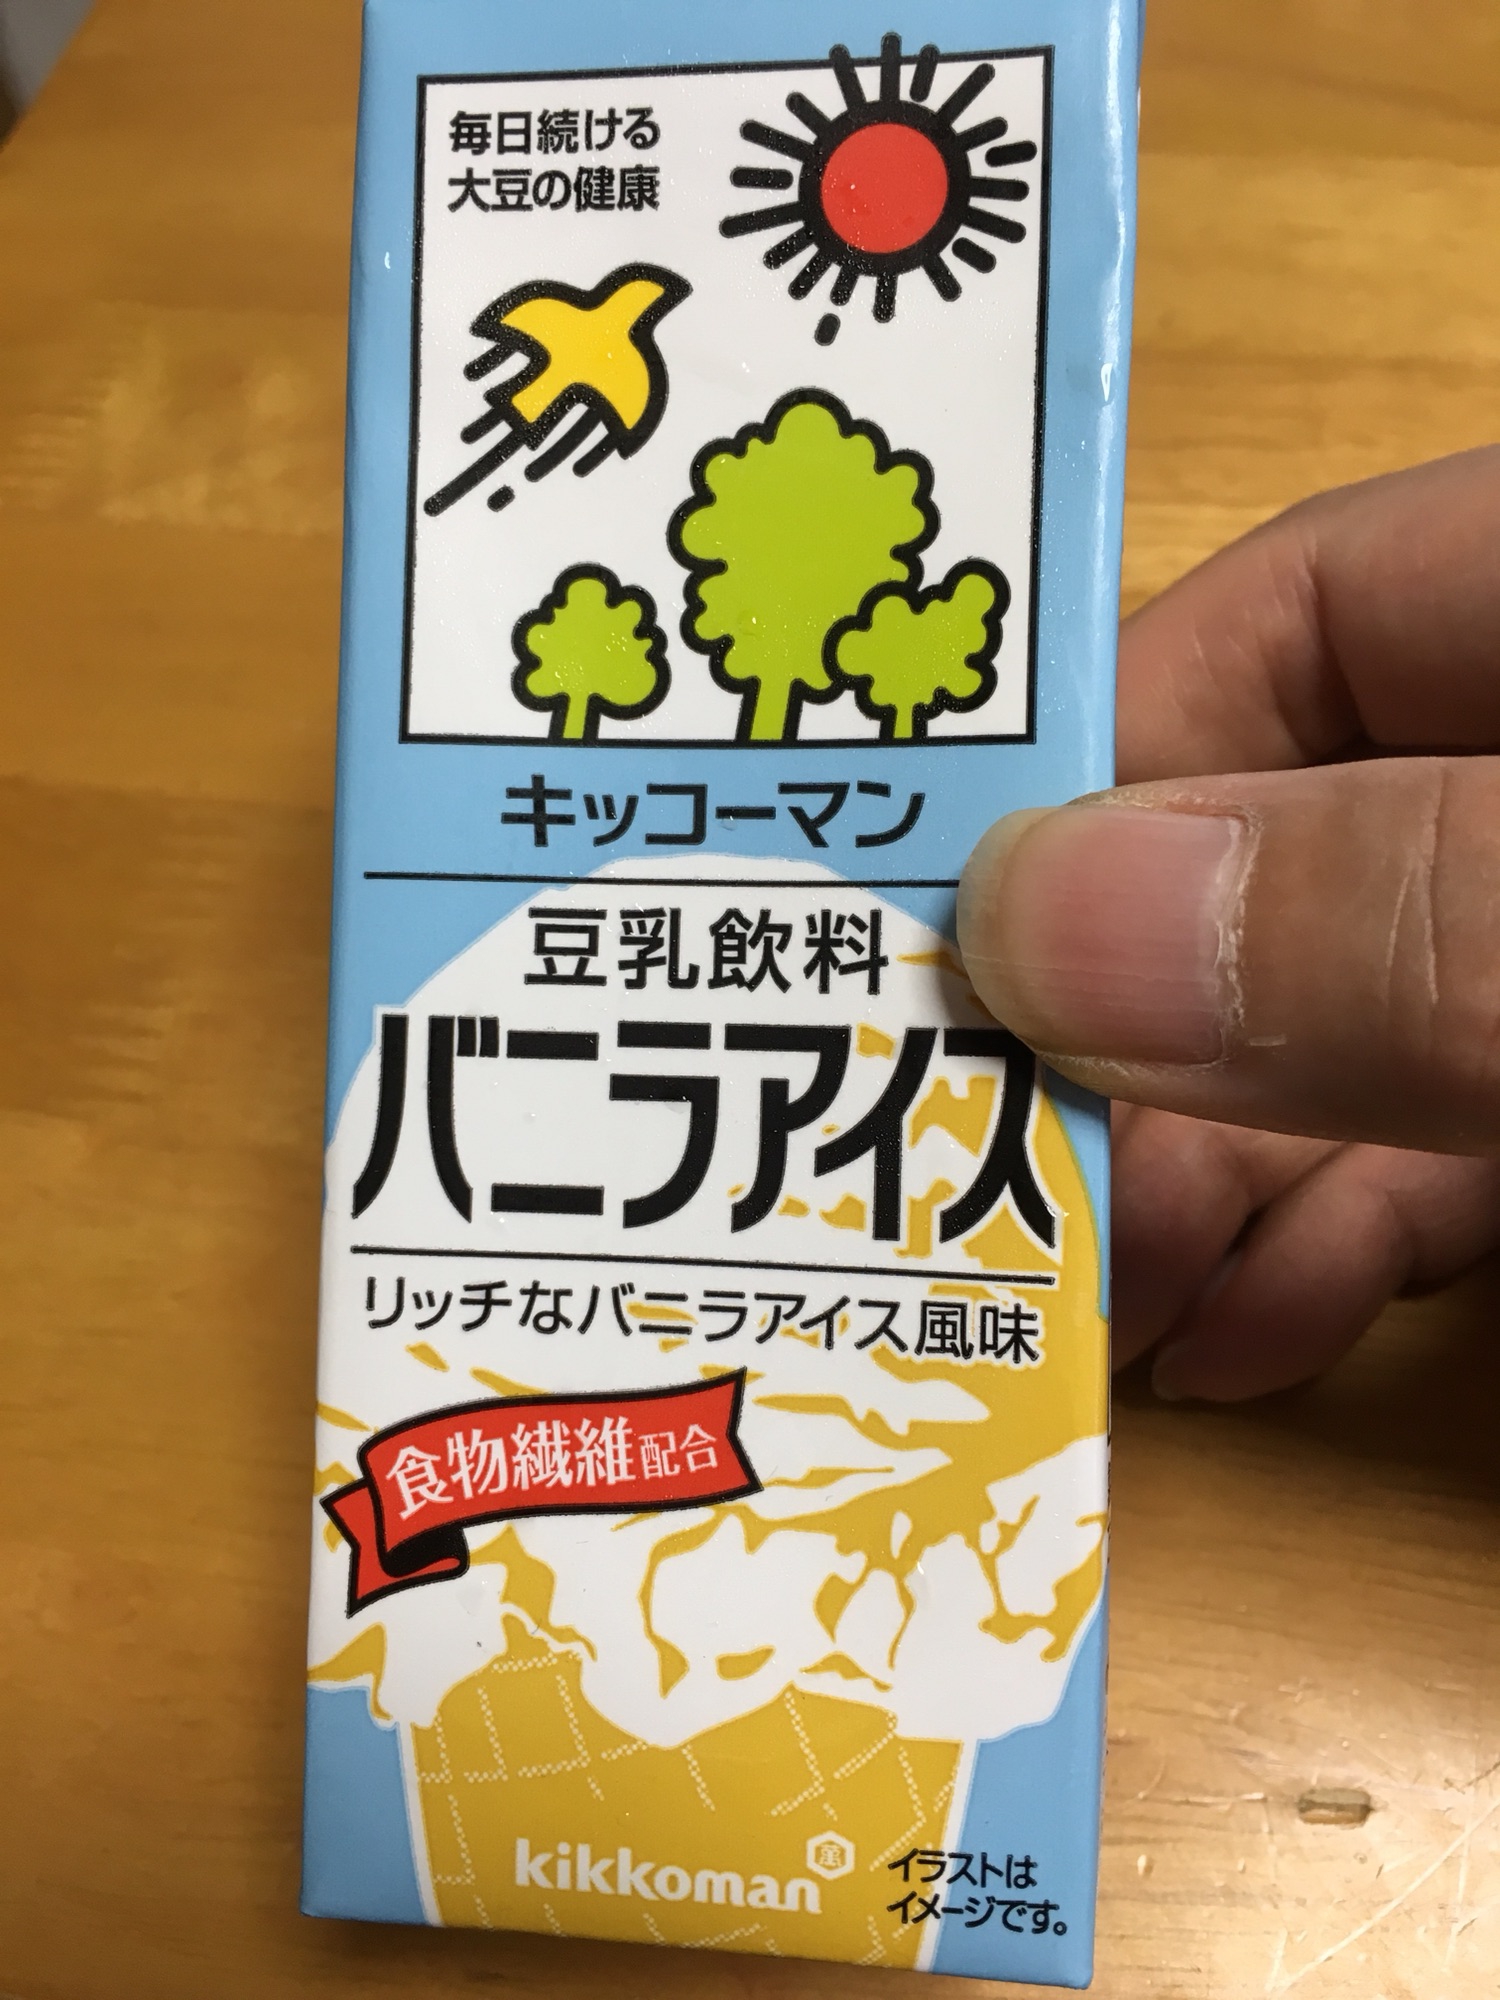 毎日続ける
大豆の健康
キッコーマン
豆乳飲料
バニラアイス
リッチなバニラアイス風味
食物繊維配合
kikkoman
イラストは
イメージです。